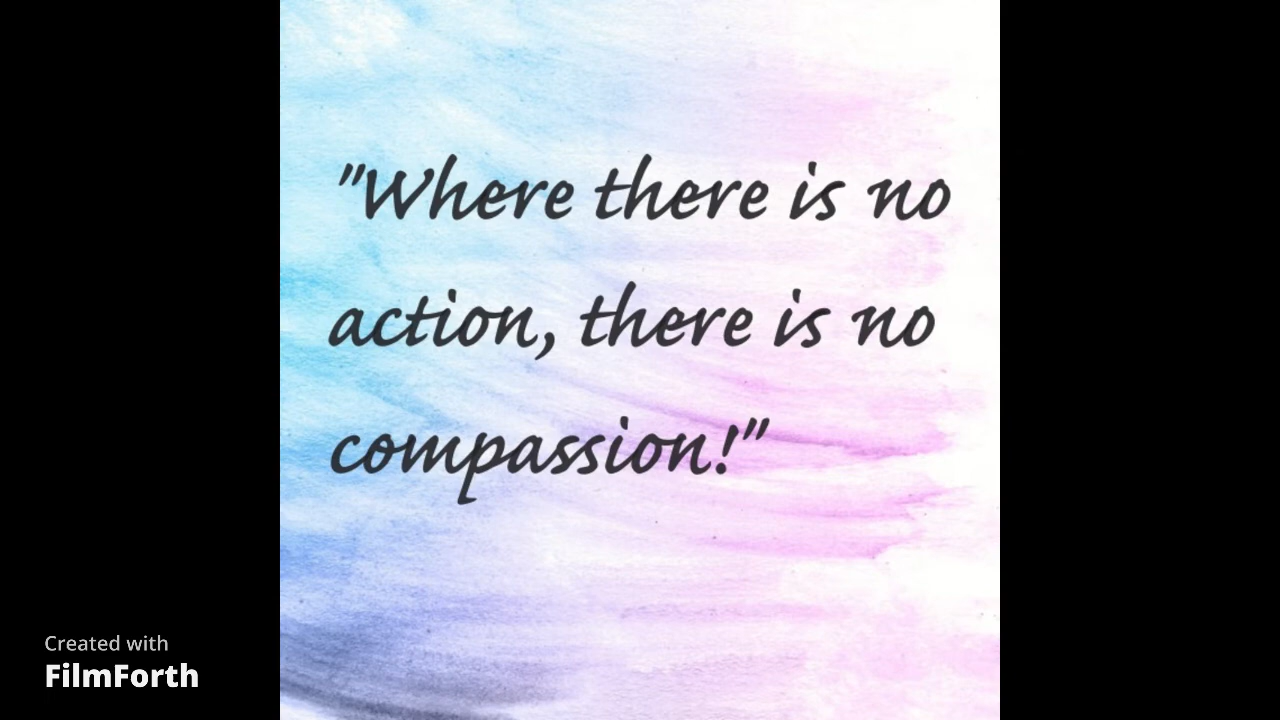 "Where there is no
action, there is no
compassion!"
Created with
FilmForth